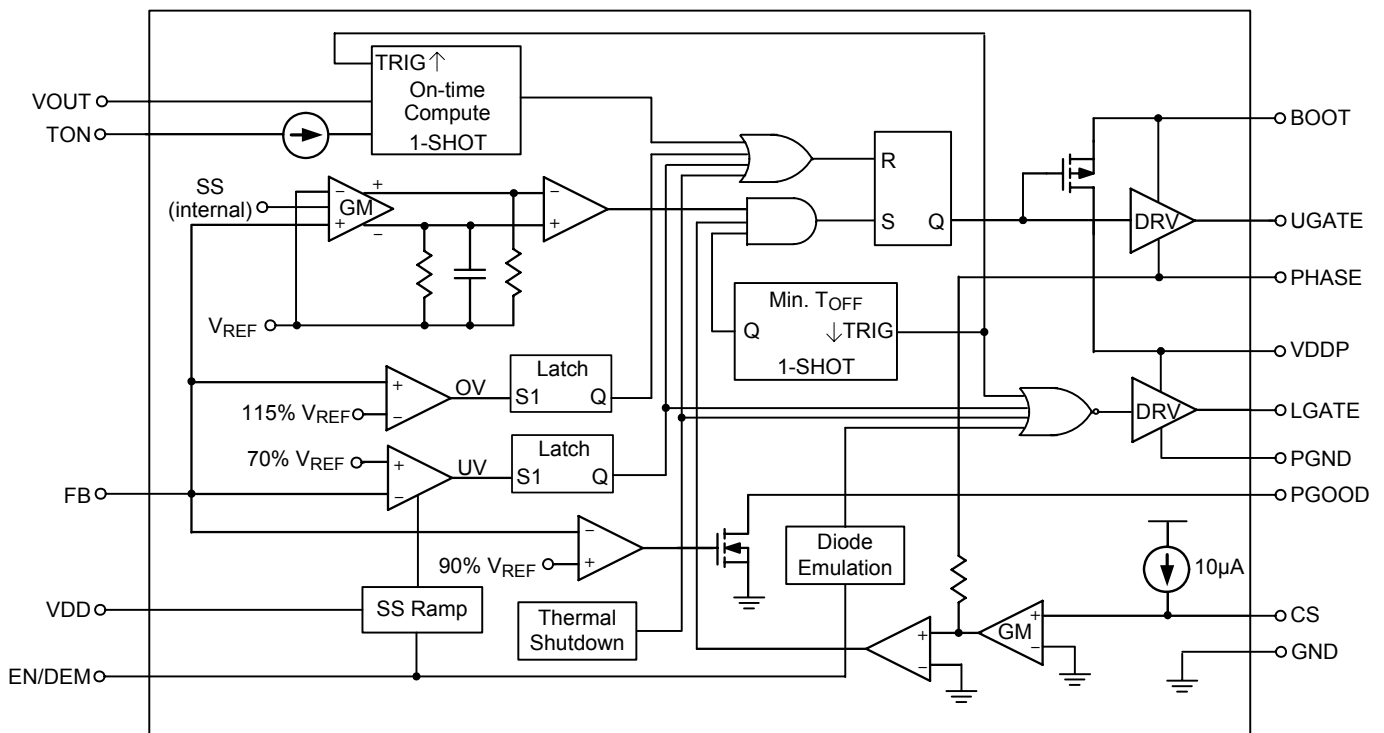 VOUT
TON
TRIG ↑
On-time
Compute
1-SHOT
SS
(internal)
− GM +
+ −
−
+
VREF
R
S Q
Min. TOFF
Q ↓TRIG
1-SHOT
BOOT
DRV
UGATE
PHASE
VDDP
DRV
LGATE
PGND
PGOOD
+
−
115% VREF
OV
Latch
S1 Q
70% VREF
+
−
UV
Latch
S1 Q
FB
−
+
90% VREF
Diode
Emulation
VDD
SS Ramp
Thermal
Shutdown
EN/DEM
+
−
GM +
−
10µA
CS
GND